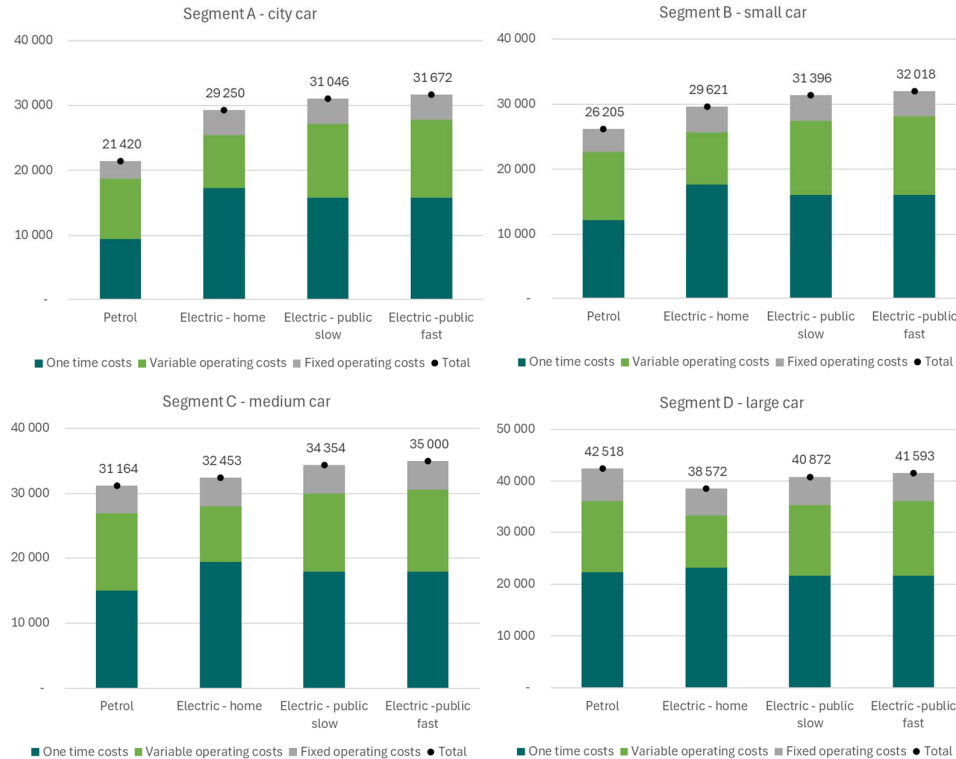 Segment A - city car
40 000
30 000
20 000
10 000
-
21 420
29 250
31 046
31 672
Petrol
Electric - home
Electric - public slow
Electric -public fast
One time costs
Variable operating costs
Fixed operating costs
Total
Segment B - small car
40 000
30 000
20 000
10 000
-
26 205
29 621
31 396
32 018
Petrol
Electric - home
Electric - public slow
Electric -public fast
One time costs
Variable operating costs
Fixed operating costs
Total
Segment C - medium car
40 000
30 000
20 000
10 000
-
31 164
32 453
34 354
35 000
Petrol
Electric - home
Electric - public slow
Electric -public fast
One time costs
Variable operating costs
Fixed operating costs
Total
Segment D - large car
50 000
40 000
30 000
20 000
10 000
-
42 518
38 572
40 872
41 593
Petrol
Electric - home
Electric - public slow
Electric -public fast
One time costs
Variable operating costs
Fixed operating costs
Total